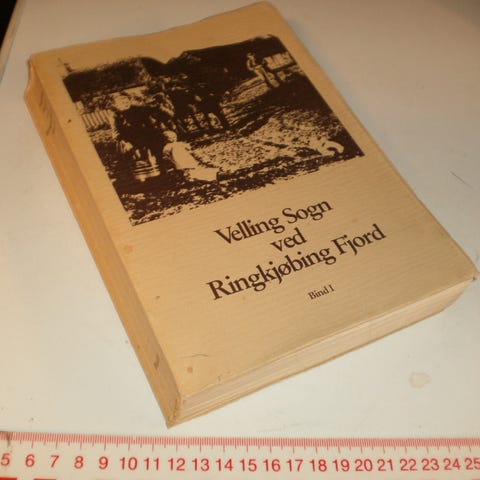 Velling Sogn
ved
Ringkjøbing Fjord
Bind I
5 6 7 8 9 10 11 12 13 14 15 16 17 18 19 20 21 22 23 24 25